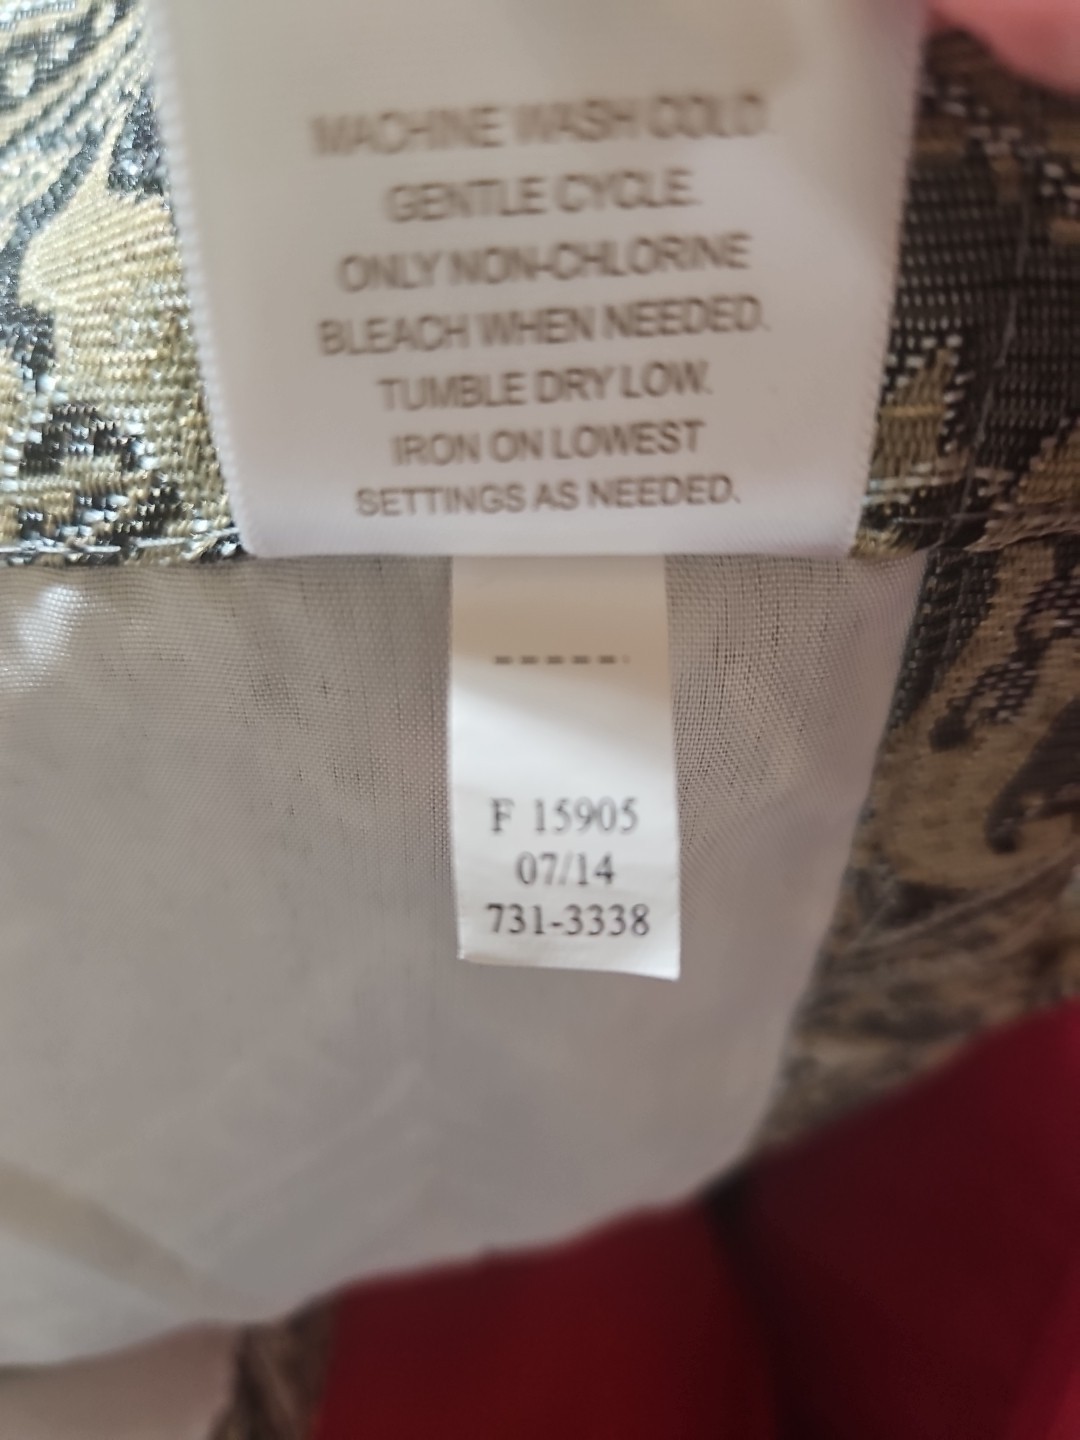 MACHINE WASH COLD
GENTLE CYCLE.
ONLY NON-CHLORINE
BLEACH WHEN NEEDED.
TUMBLE DRY LOW.
IRON ON LOWEST
SETTINGS AS NEEDED.
F 15905
07/14
731-3338